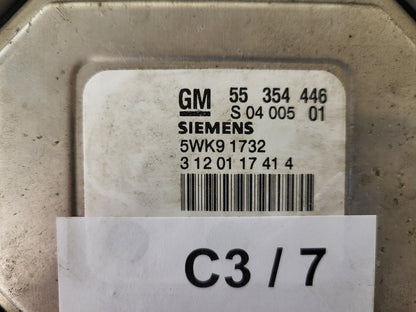 GM 55 354 446
S 04 005 01
SIEMENS
5WK9 1732
3 12 01 17 41 4
C3 / 7